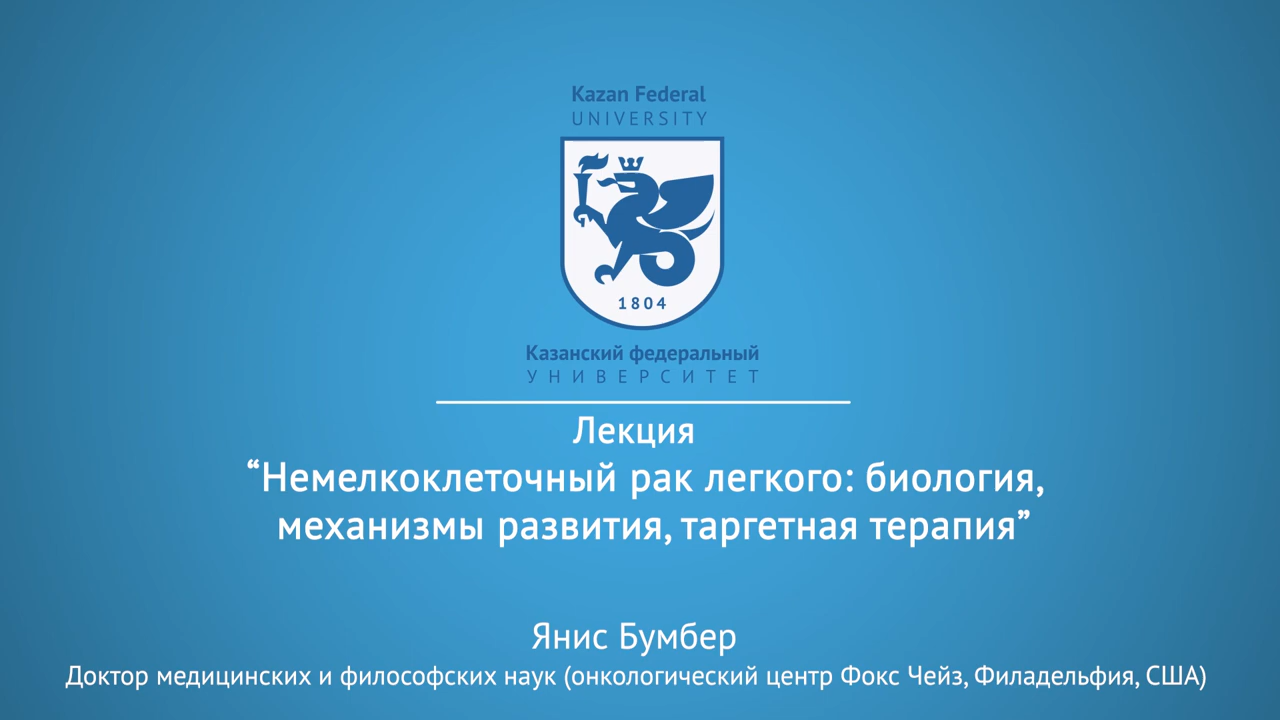 Kazan Federal
UNIVERSITY
1804
Казанский федеральный
УНИВЕРСИТЕТ
Лекция
“Немелкоклеточный рак легкого: биология,
механизмы развития, таргетная терапия”
Янис Бумбер
Доктор медицинских и философских наук (онкологический центр Фокс Чейз, Филадельфия, США)